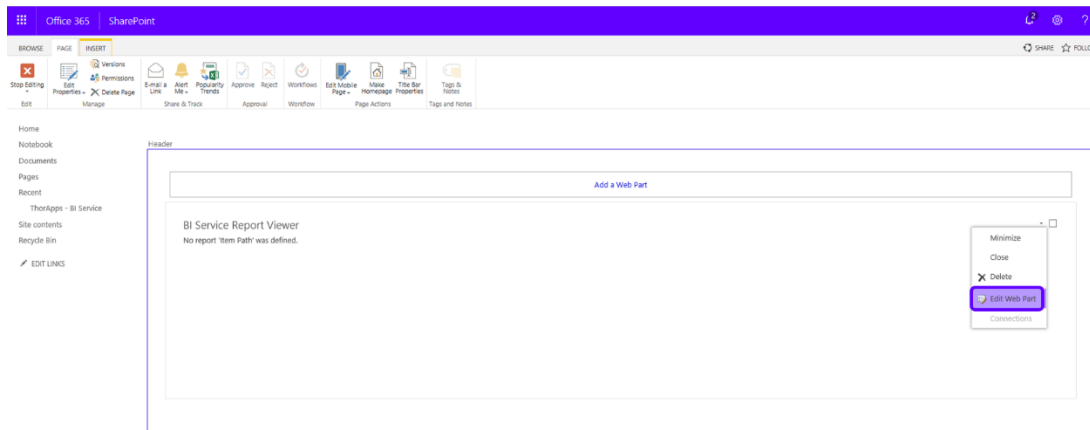 Office 365 SharePoint 2 ?
BROWSE PAGE INSERT SHARE FOLLO
Stop Editing
Edit Properties
Versions
Permissions
Delete Page
E-mail a Link
Alert Me
Popularity Trends
Approve
Reject
Workflows
Edit Mobile Page
Make Homepage
Title Bar Properties
Tags & Notes
Edit Manage Share & Track Approval Workflow Page Actions Tags and Notes
Home
Notebook
Documents
Pages
Recent
ThorApps - BI Service
Site contents
Recycle Bin
EDIT LINKS
Header
Add a Web Part
BI Service Report Viewer
No report 'Item Path' was defined.
Minimize
Close
Delete
Edit Web Part
Connections